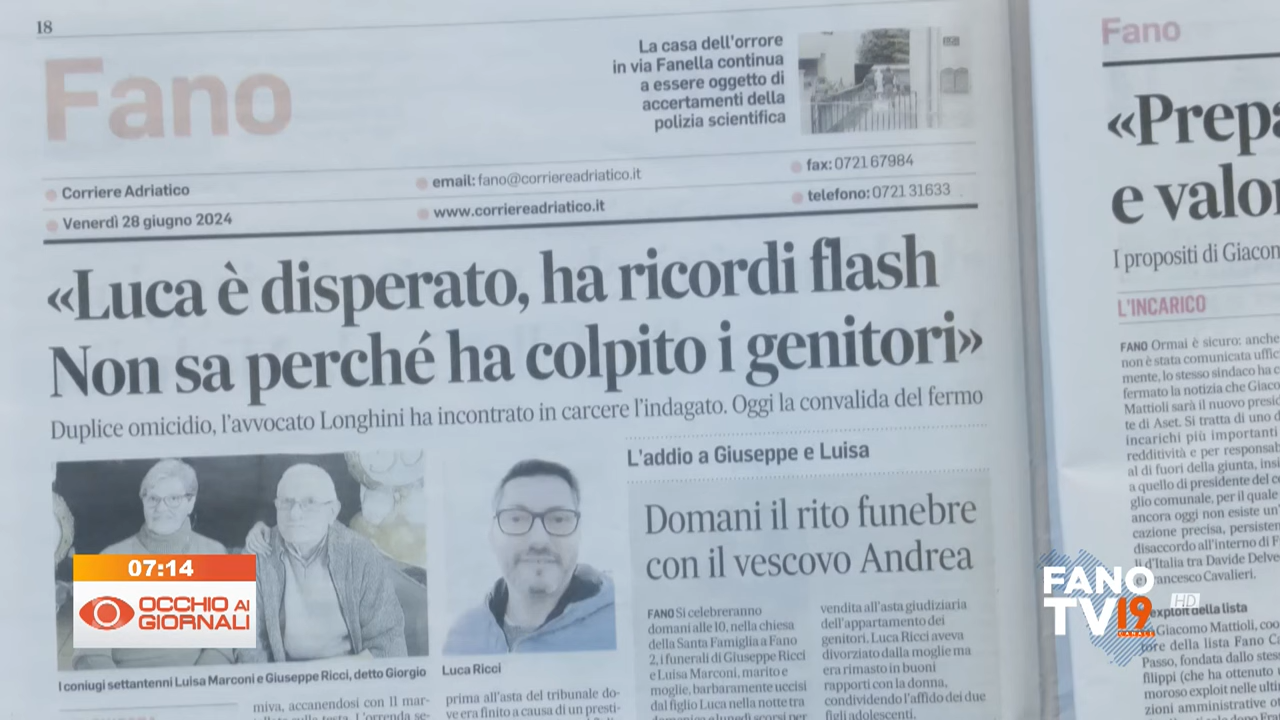 18
Fano
La casa dell'orrore
in via Fanella continua
a essere oggetto di
accertamenti della
polizia scientifica
Corriere Adriatico
Venerdì 28 giugno 2024
email: fano@corriereadriatico.it
www.corriereadriatico.it
fax: 0721 67984
telefono: 0721 31633
«Luca è disperato, ha ricordi flash
Non sa perché ha colpito i genitori»
Duplice omicidio, l'avvocato Longhini ha incontrato in carcere l'indagato. Oggi la convalida del fermo
I coniugi settantenni Luisa Marconi e Giuseppe Ricci, detto Giorgio
Luca Ricci
miva, accanendosi con 11 mar-
prima all'asta del tribunale do-
ve era finito a causa di un presti-
L'addio a Giuseppe e Luisa
Domani il rito funebre
con il vescovo Andrea
FANO Si celebreranno
domani alle 10, nella chiesa
della Santa Famiglia a Fano
2, i funerali di Giuseppe Ricci
e Luisa Marconi, marito e
moglie, barbaramente uccisi
dal figlio Luca nella notte tra
vendita all'asta giudiziaria
dell'appartamento dei
genitori. Luca Ricci aveva
divorziato dalla moglie ma
era rimasto in buoni
rapporti con la donna,
condividendo l'affido dei due
figli adolescenti.
Fano
«Prepa
e valo
I propositi di Giacom
L'INCARICO
FANO Ormai è sicuro: anche
non è stata comunicata uffic
mente, lo stesso sindaco ha c
fermato la notizia che Giaco
Mattioli sarà il nuovo presid
te di Aset. Si tratta di uno d
incarichi più importanti
redditività e per responsab
al di fuori della giunta, insi
a quello di presidente del co
glio comunale, per il quale
ancora oggi non esiste un'i
cazione precisa, persisten
disaccordo all'interno di F
d'Italia tra Davide Delve
Francesco Cavalieri.
exploit della lista
Giacomo Mattioli, coo
tore della lista Fano C
Passo, fondata dallo stess
filippi (che ha ottenuto
moroso exploit nelle ultin
zioni amministrative co
07:14
OCCHIO AI
GIORNALI
FANO
TV 19
CANALE
HD